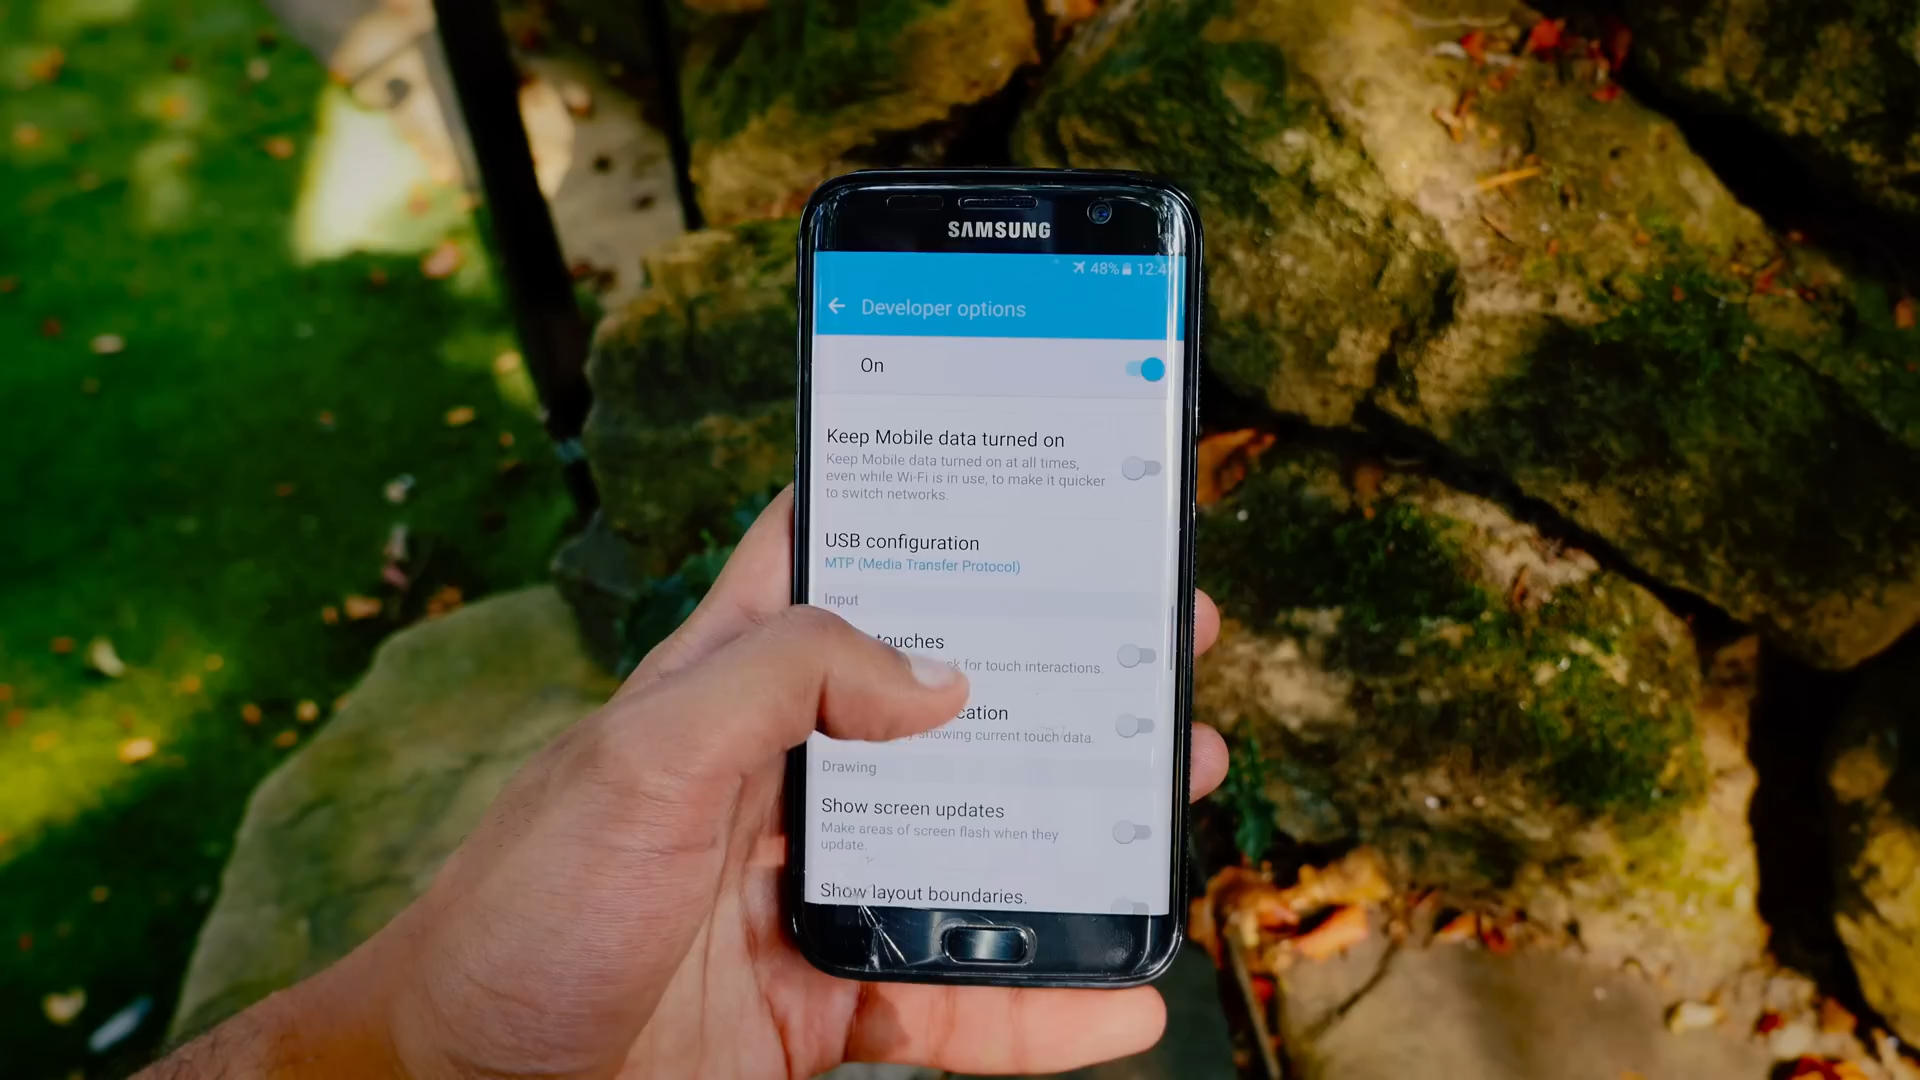 SAMSUNG
48% 12:4
Developer options
On
Keep Mobile data turned on
Keep Mobile data turned on at all times,
even while Wi-Fi is in use, to make it quicker
to switch networks.
USB configuration
MTP (Media Transfer Protocol)
Input
touches
for touch interactions.
showing current touch data.
Drawing
Show screen updates
Make areas of screen flash when they
update.
Show layout boundaries.